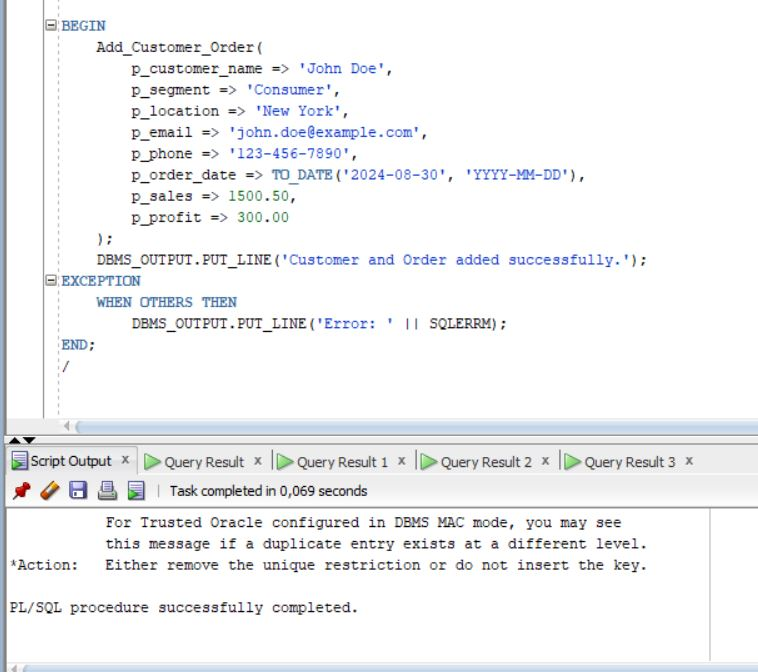 BEGIN
Add_Customer_Order(
p_customer_name => 'John Doe',
p_segment => 'Consumer',
p_location => 'New York',
p_email => 'john.doe@example.com',
p_phone => '123-456-7890',
p_order_date => TO_DATE('2024-08-30', 'YYYY-MM-DD'),
p_sales => 1500.50,
p_profit => 300.00
);
DBMS_OUTPUT.PUT_LINE('Customer and Order added successfully.');
EXCEPTION
WHEN OTHERS THEN
DBMS_OUTPUT.PUT_LINE('Error: ' || SQLERRM);
END;
/
Script Output x Query Result x Query Result 1 x Query Result 2 x Query Result 3 x
Task completed in 0,069 seconds
For Trusted Oracle configured in DBMS MAC mode, you may see
this message if a duplicate entry exists at a different level.
*Action: Either remove the unique restriction or do not insert the key.
PL/SQL procedure successfully completed.